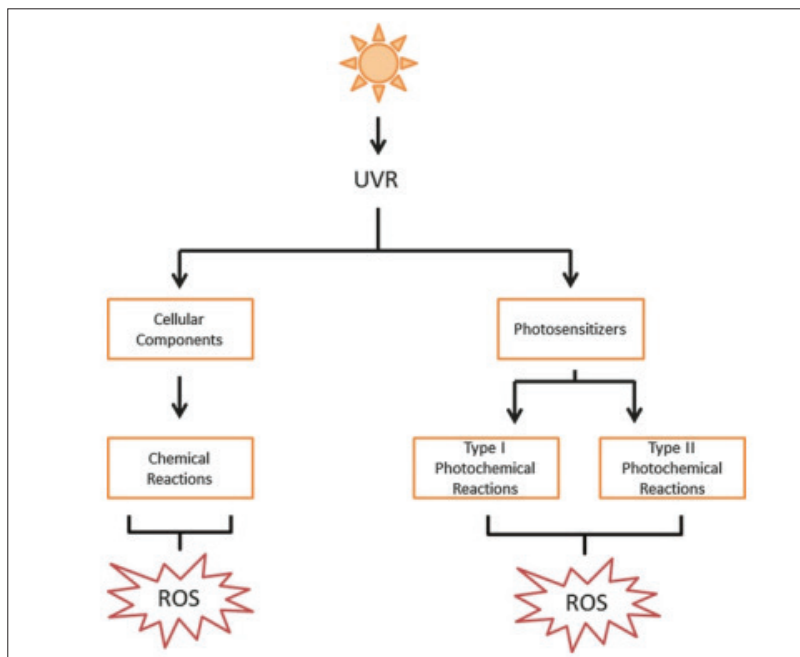 UVR
Cellular
Components
Photosensitizers
Chemical
Reactions
Type I
Photochemical
Reactions
Type II
Photochemical
Reactions
ROS
ROS